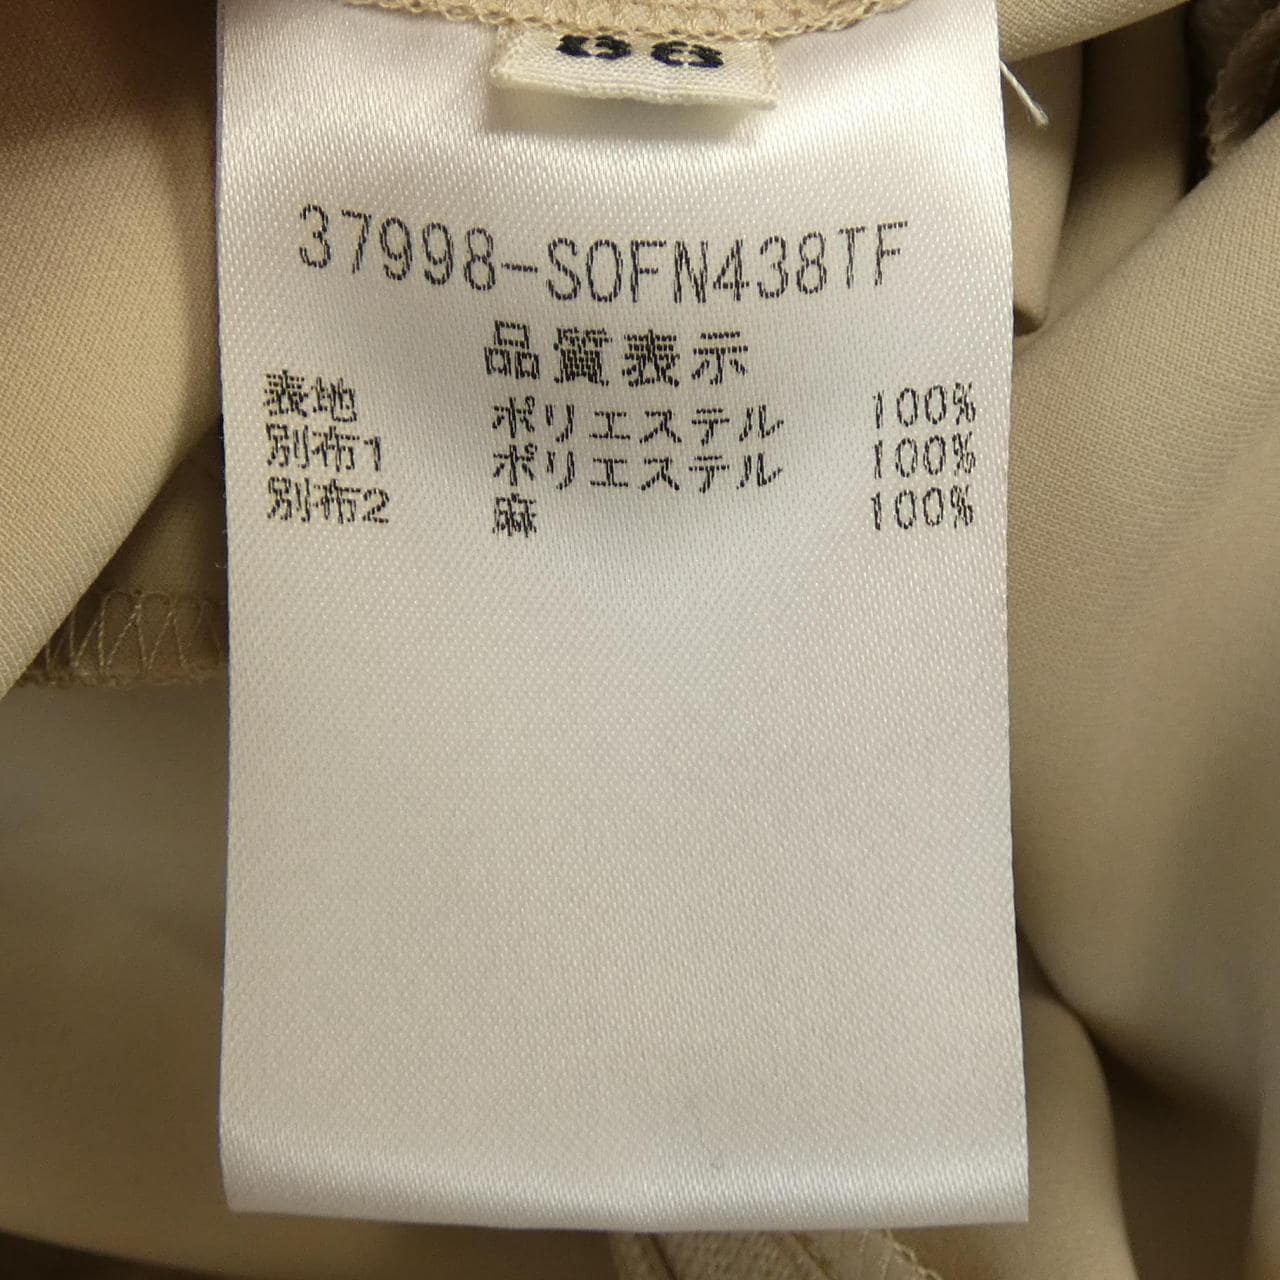 37998-SOFN438TF
品質表示
表地 ポリエステル 100%
別布1 ポリエステル 100%
別布2 麻 100%